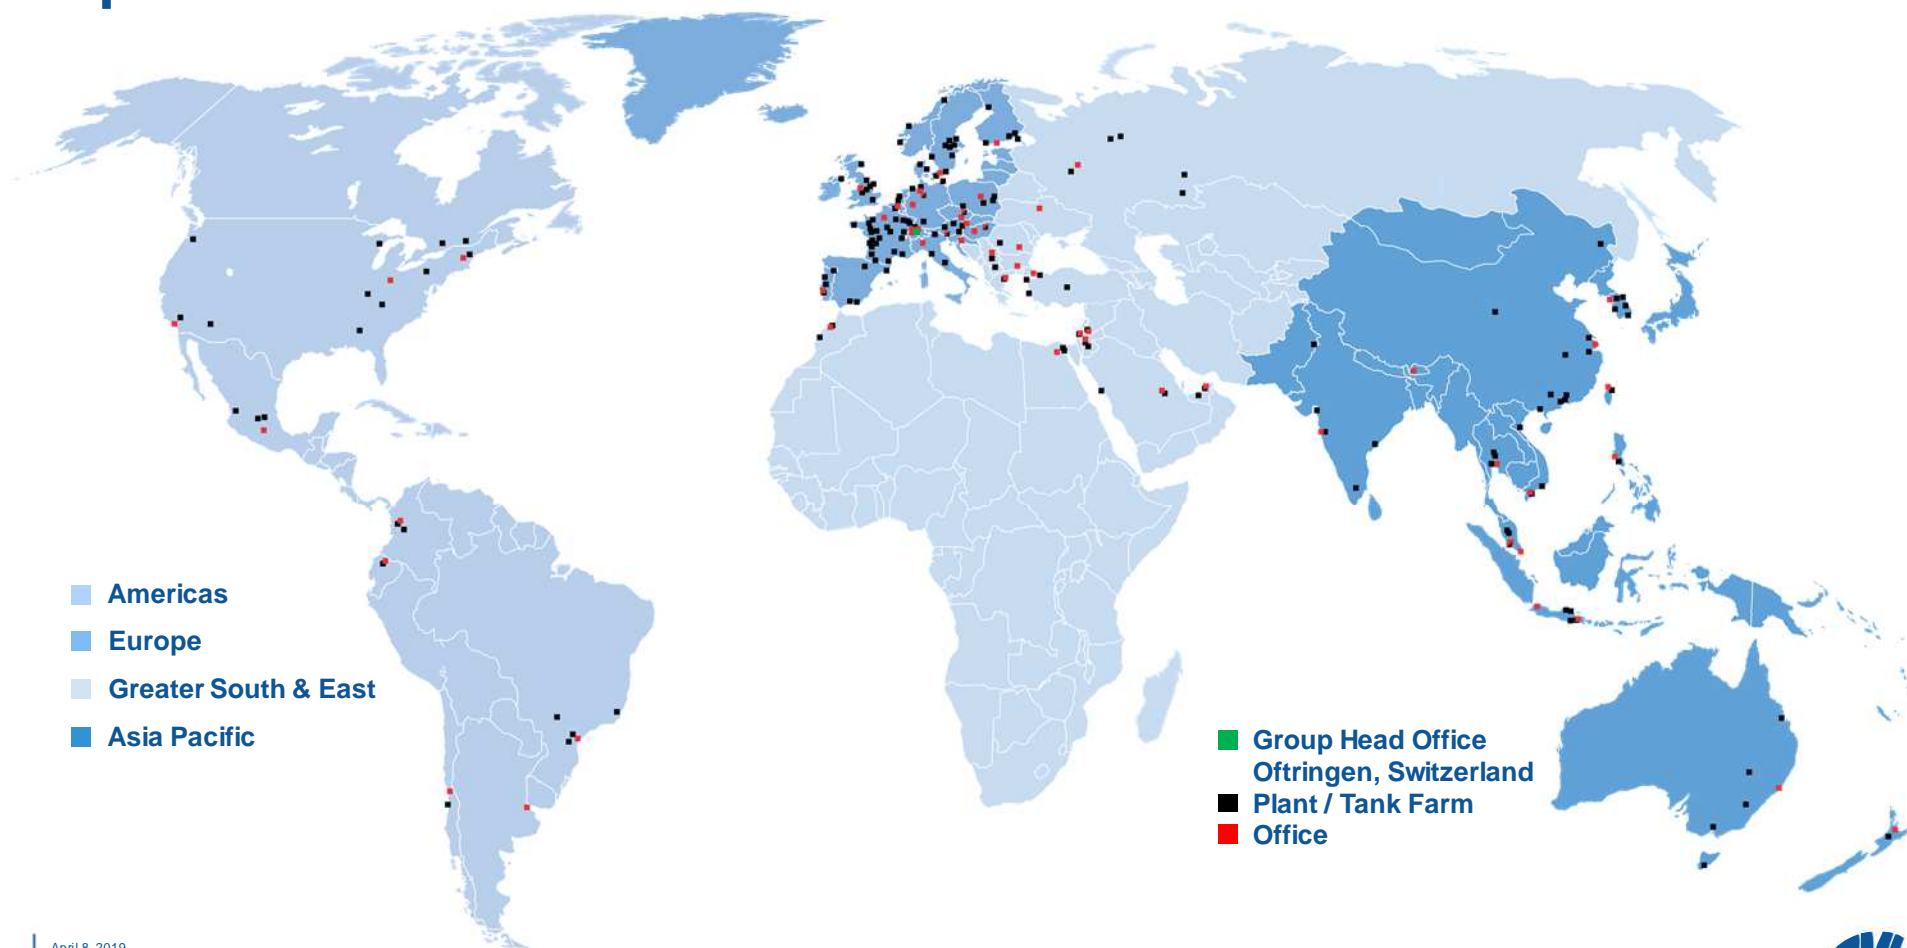 Americas
Europe
Greater South & East
Asia Pacific
Group Head Office
Oftringen, Switzerland
Plant / Tank Farm
Office
April 8, 2019